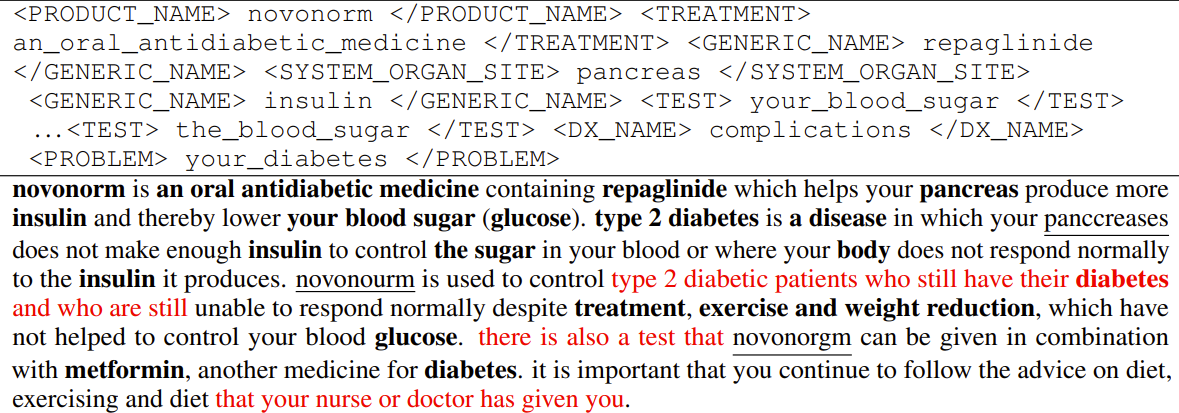 <PRODUCT_NAME> novonorm </PRODUCT_NAME> <TREATMENT>
an_oral_antidiabetic_medicine </TREATMENT> <GENERIC_NAME> repaglinide
</GENERIC_NAME> <SYSTEM_ORGAN_SITE> pancreas </SYSTEM_ORGAN_SITE>
<GENERIC_NAME> insulin </GENERIC_NAME> <TEST> your_blood_sugar </TEST>
...<TEST> the_blood_sugar </TEST> <DX_NAME> complications </DX_NAME>
<PROBLEM> your_diabetes </PROBLEM>
novonorm is an oral antidiabetic medicine containing repaglinide which helps your pancreas produce more
insulin and thereby lower your blood sugar (glucose). type 2 diabetes is a disease in which your panccreases
does not make enough insulin to control the sugar in your blood or where your body does not respond normally
to the insulin it produces. novonourm is used to control type 2 diabetic patients who still have their diabetes
and who are still unable to respond normally despite treatment, exercise and weight reduction, which have
not helped to control your blood glucose. there is also a test that novonorgm can be given in combination
with metformin, another medicine for diabetes. it is important that you continue to follow the advice on diet,
exercising and diet that your nurse or doctor has given you.